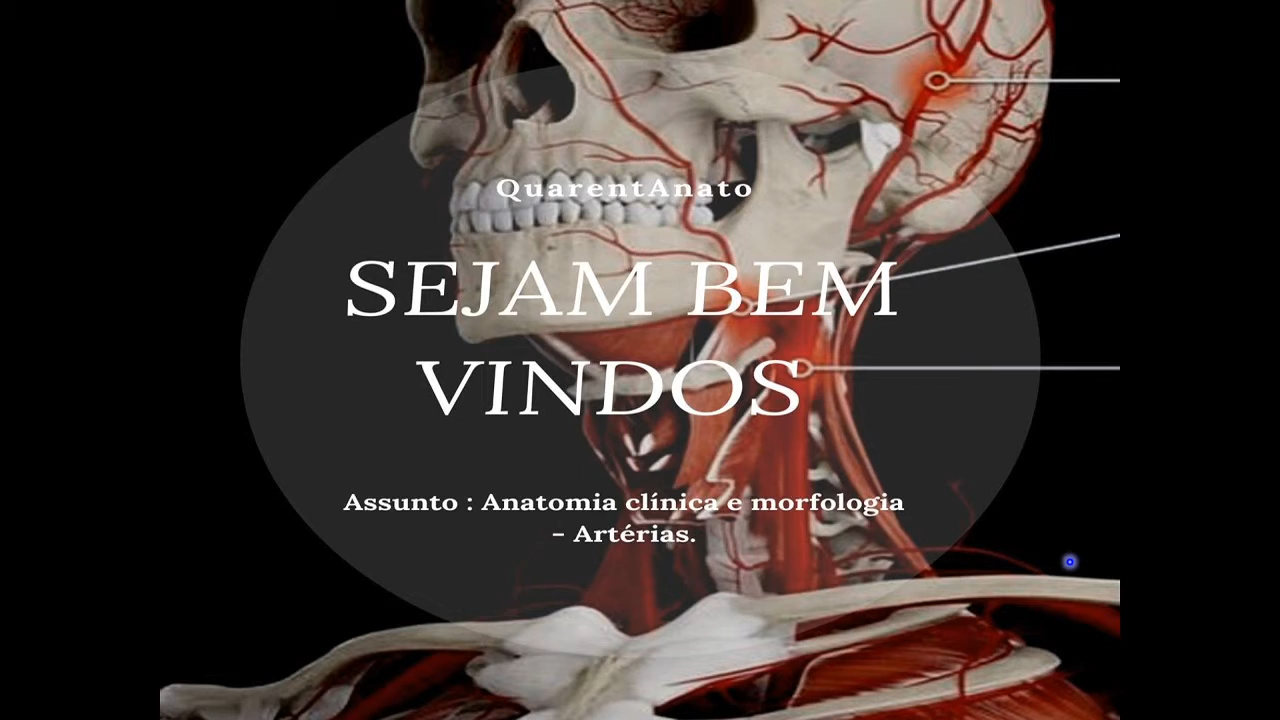 QuarentAnato
SEJAM BEM
VINDOS
Assunto : Anatomia clínica e morfologia
– Artérias.